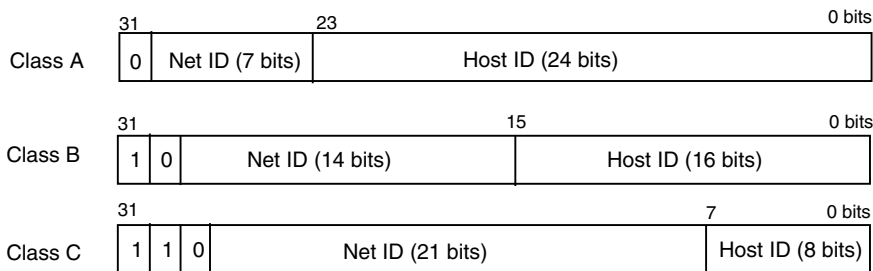 31 23 0 bits
Class A 0 Net ID (7 bits) Host ID (24 bits)
31 15 0 bits
Class B 1 0 Net ID (14 bits) Host ID (16 bits)
31 7 0 bits
Class C 1 1 0 Net ID (21 bits) Host ID (8 bits)